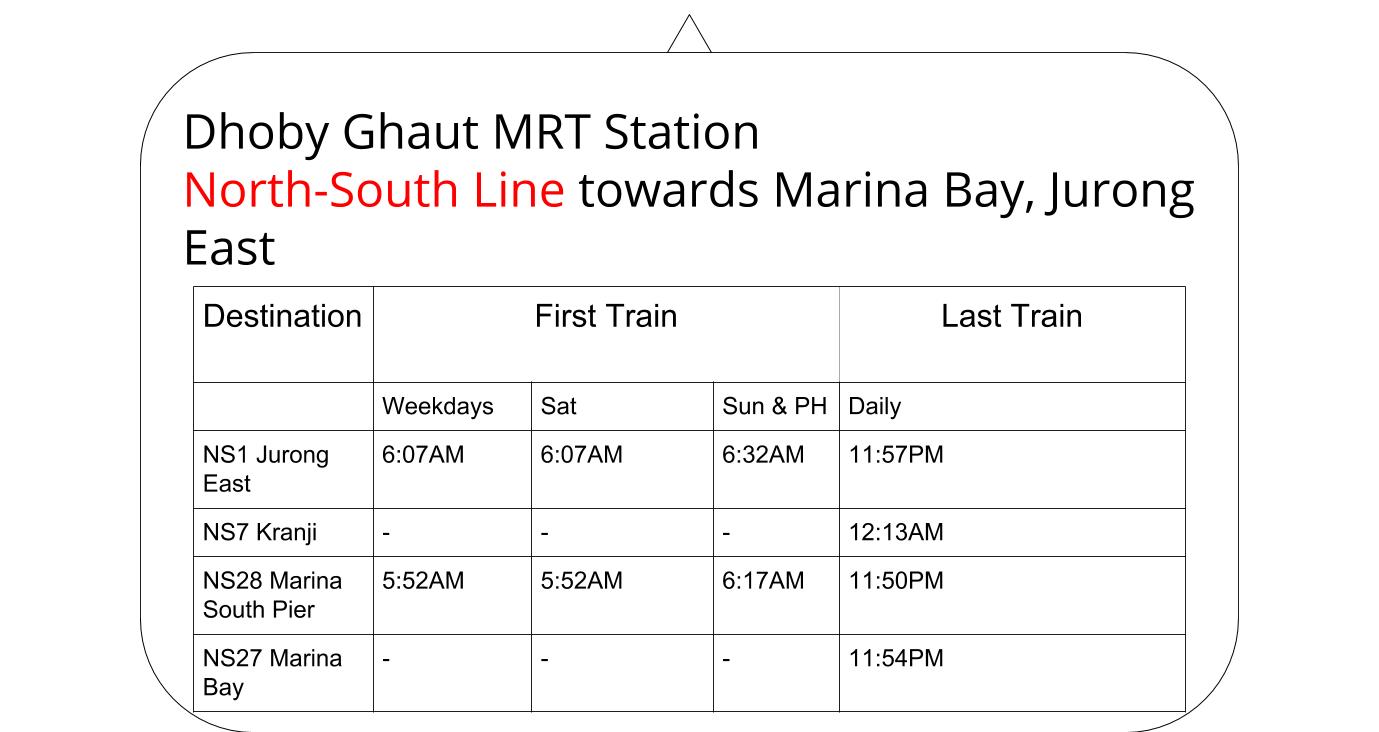 Dhoby Ghaut MRT Station
North-South Line towards Marina Bay, Jurong
East
Destination First Train Last Train
Weekdays Sat Sun & PH Daily
NS1 Jurong 6:07AM 6:07AM 6:32AM 11:57PM
East
NS7 Kranji - - - 12:13AM
NS28 Marina 5:52AM 5:52AM 6:17AM 11:50PM
South Pier
NS27 Marina - - - 11:54PM
Bay